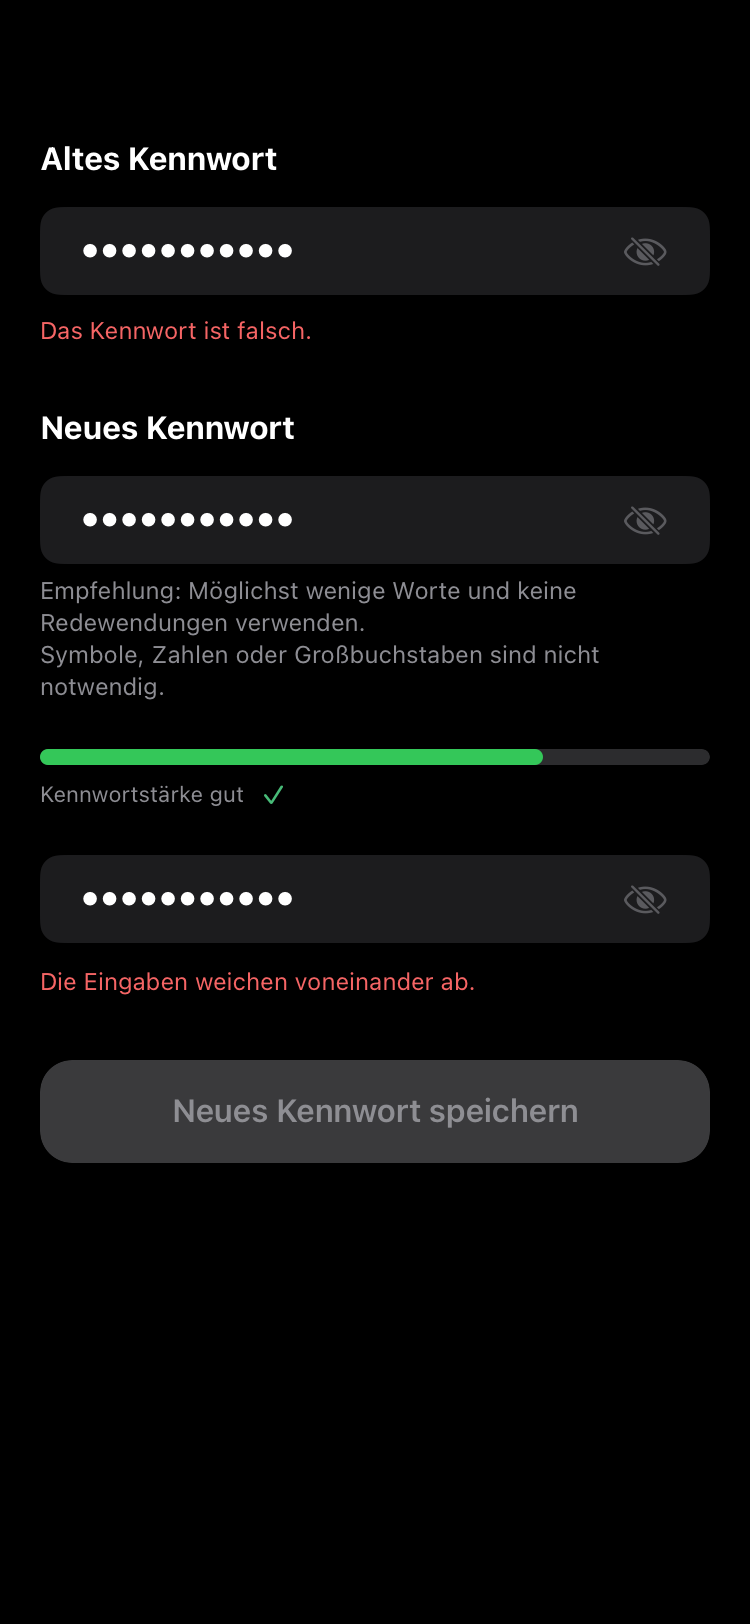 Altes Kennwort
•••••••••••
Das Kennwort ist falsch.
Neues Kennwort
•••••••••••
Empfehlung: Möglichst wenige Worte und keine
Redewendungen verwenden.
Symbole, Zahlen oder Großbuchstaben sind nicht
notwendig.
Kennwortstärke gut
•••••••••••
Die Eingaben weichen voneinander ab.
Neues Kennwort speichern